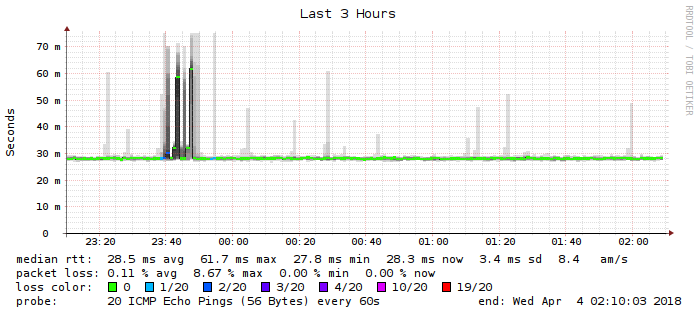 Last 3 Hours
RRDTOOL / TOBI OETIKER
Seconds
70 m
60 m
50 m
40 m
30 m
20 m
10 m
0
23:20 23:40 00:00 00:20 00:40 01:00 01:20 01:40 02:00
median rtt: 28.5 ms avg 61.7 ms max 27.8 ms min 28.3 ms now 3.4 ms sd 8.4 am/s
packet loss: 0.11 % avg 8.67 % max 0.00 % min 0.00 % now
loss color: 0 1/20 2/20 3/20 4/20 10/20 19/20
probe: 20 ICMP Echo Pings (56 Bytes) every 60s end: Wed Apr 4 02:10:03 2018